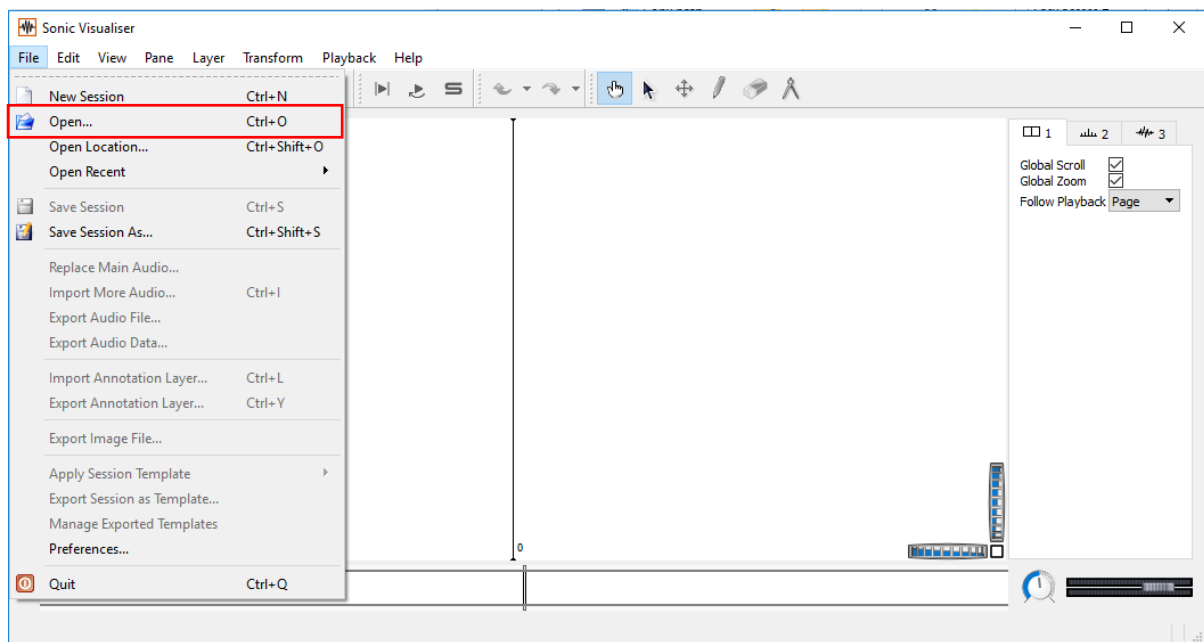 Sonic Visualiser
File Edit View Pane Layer Transform Playback Help
New Session Ctrl+N
Open... Ctrl+O
Open Location... Ctrl+Shift+O
Open Recent
Save Session Ctrl+S
Save Session As... Ctrl+Shift+S
Replace Main Audio...
Import More Audio... Ctrl+I
Export Audio File...
Export Audio Data...
Import Annotation Layer... Ctrl+L
Export Annotation Layer... Ctrl+Y
Export Image File...
Apply Session Template
Export Session as Template...
Manage Exported Templates
Preferences...
Quit Ctrl+Q
0
1 2 3
Global Scroll
Global Zoom
Follow Playback Page